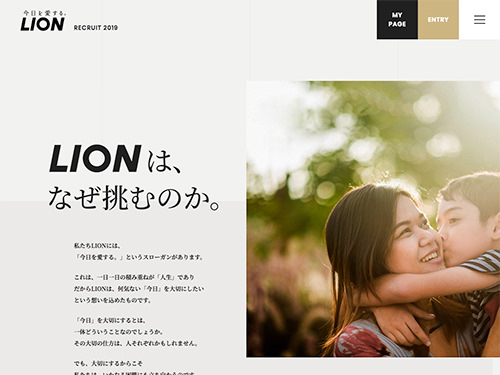 今日を愛する。
LION
RECRUIT 2019
MY
PAGE
ENTRY
LIONは、
なぜ挑むのか。
私たちLIONには、
「今日を愛する。」というスローガンがあります。
これは、一日一日の積み重ねが「人生」であり
だからLIONは、何気ない「今日」を大切にしたい
という想いを込めたものです。
「今日」を大切にするとは、
一体どういうことなのでしょうか。
その大切の仕方は、人それぞれかもしれません。
でも、大切にするからこそ